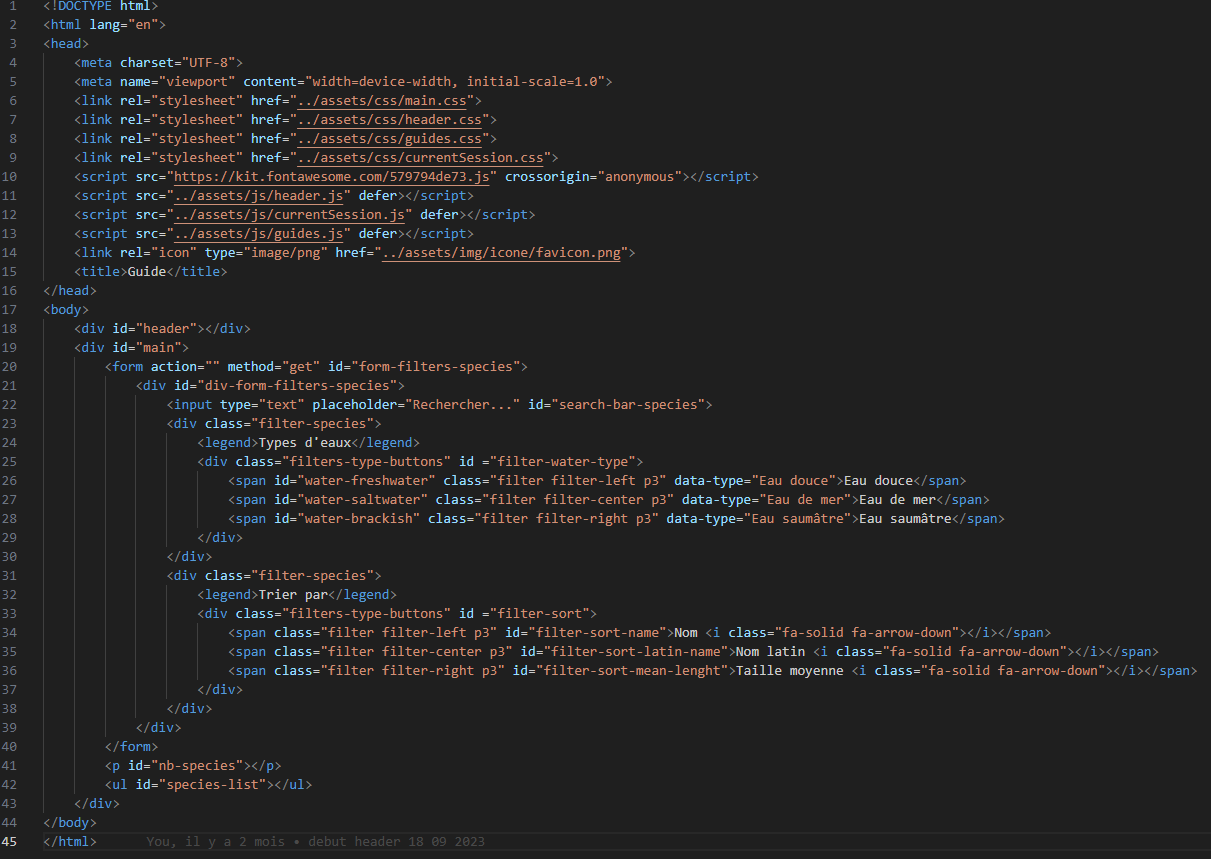 1 <!DOCTYPE html>
2 <html lang="en">
3 <head>
4     <meta charset="UTF-8">
5     <meta name="viewport" content="width=device-width, initial-scale=1.0">
6     <link rel="stylesheet" href="../assets/css/main.css">
7     <link rel="stylesheet" href="../assets/css/header.css">
8     <link rel="stylesheet" href="../assets/css/guides.css">
9     <link rel="stylesheet" href="../assets/css/currentSession.css">
10     <script src="https://kit.fontawesome.com/579794de73.js" crossorigin="anonymous"></script>
11     <script src="../assets/js/header.js" defer></script>
12     <script src="../assets/js/currentSession.js" defer></script>
13     <script src="../assets/js/guides.js" defer></script>
14     <link rel="icon" type="image/png" href="../assets/img/icone/favicon.png">
15     <title>Guide</title>
16 </head>
17 <body>
18     <div id="header"></div>
19     <div id="main">
20         <form action="" method="get" id="form-filters-species">
21             <div id="div-form-filters-species">
22                 <input type="text" placeholder="Rechercher..." id="search-bar-species">
23                 <div class="filter-species">
24                     <legend>Types d'eaux</legend>
25                     <div class="filters-type-buttons" id ="filter-water-type">
26                         <span id="water-freshwater" class="filter filter-left p3" data-type="Eau douce">Eau douce</span>
27                         <span id="water-saltwater" class="filter filter-center p3" data-type="Eau de mer">Eau de mer</span>
28                         <span id="water-brackish" class="filter filter-right p3" data-type="Eau saumâtre">Eau saumâtre</span>
29                     </div>
30                 </div>
31                 <div class="filter-species">
32                     <legend>Trier par</legend>
33                     <div class="filters-type-buttons" id ="filter-sort">
34                         <span class="filter filter-left p3" id="filter-sort-name">Nom <i class="fa-solid fa-arrow-down"></i></span>
35                         <span class="filter filter-center p3" id="filter-sort-latin-name">Nom latin <i class="fa-solid fa-arrow-down"></i></span>
36                         <span class="filter filter-right p3" id="filter-sort-mean-lenght">Taille moyenne <i class="fa-solid fa-arrow-down"></i></span>
37                     </div>
38                 </div>
39             </div>
40         </form>
41         <p id="nb-species"></p>
42         <ul id="species-list"></ul>
43     </div>
44 </body>
45 </html>     You, il y a 2 mois • debut header 18 09 2023